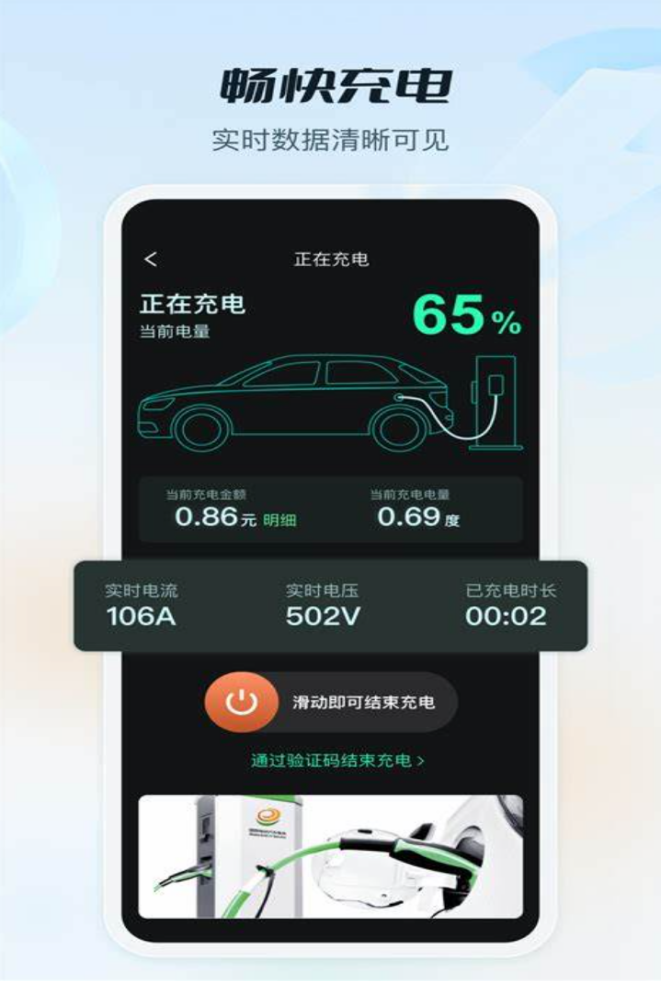 畅快充电
实时数据清晰可见
正在充电
正在充电
65%
当前电量
当前充电金额 当前充电电量
0.86元 明细 0.69度
实时电流 实时电压 已充电时长
106A 502V 00:02
滑动即可结束充电
通过验证码结束充电 >